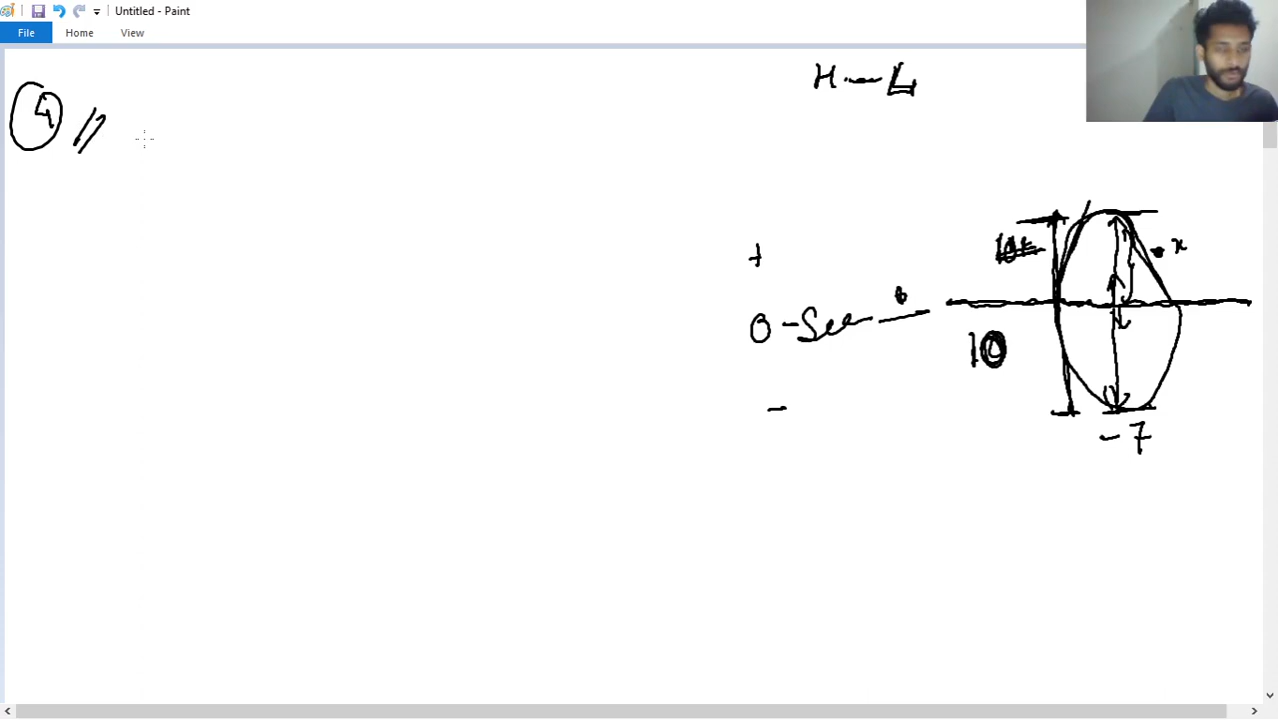 Untitled - Paint
File Home View
H - L
4
x
+
0 - See
10
-
-7